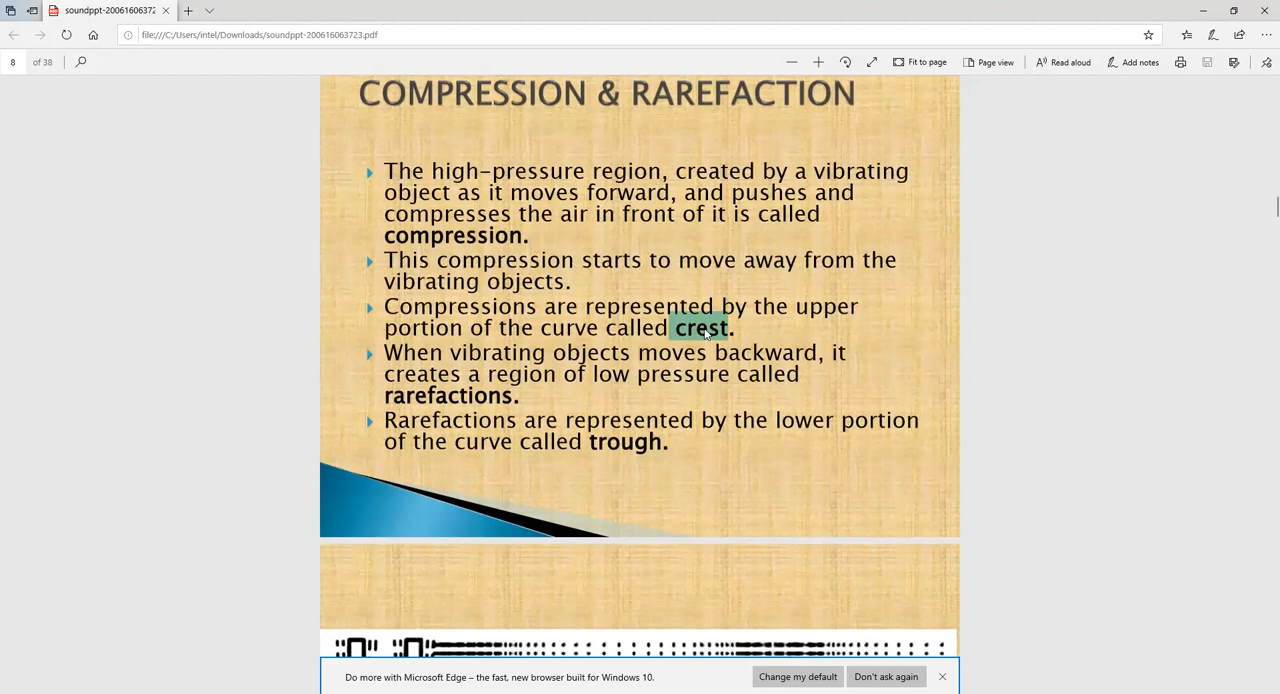 soundppt-20061606372
file:///C:/Users/intel/Downloads/soundppt-200616063723.pdf
8 of 38
Fit to page
Page view
Read aloud
Add notes
COMPRESSION & RAREFACTION
The high-pressure region, created by a vibrating
object as it moves forward, and pushes and
compresses the air in front of it is called
compression.
This compression starts to move away from the
vibrating objects.
Compressions are represented by the upper
portion of the curve called crest.
When vibrating objects moves backward, it
creates a region of low pressure called
rarefactions.
Rarefactions are represented by the lower portion
of the curve called trough.
Do more with Microsoft Edge – the fast, new browser built for Windows 10.
Change my default
Don't ask again